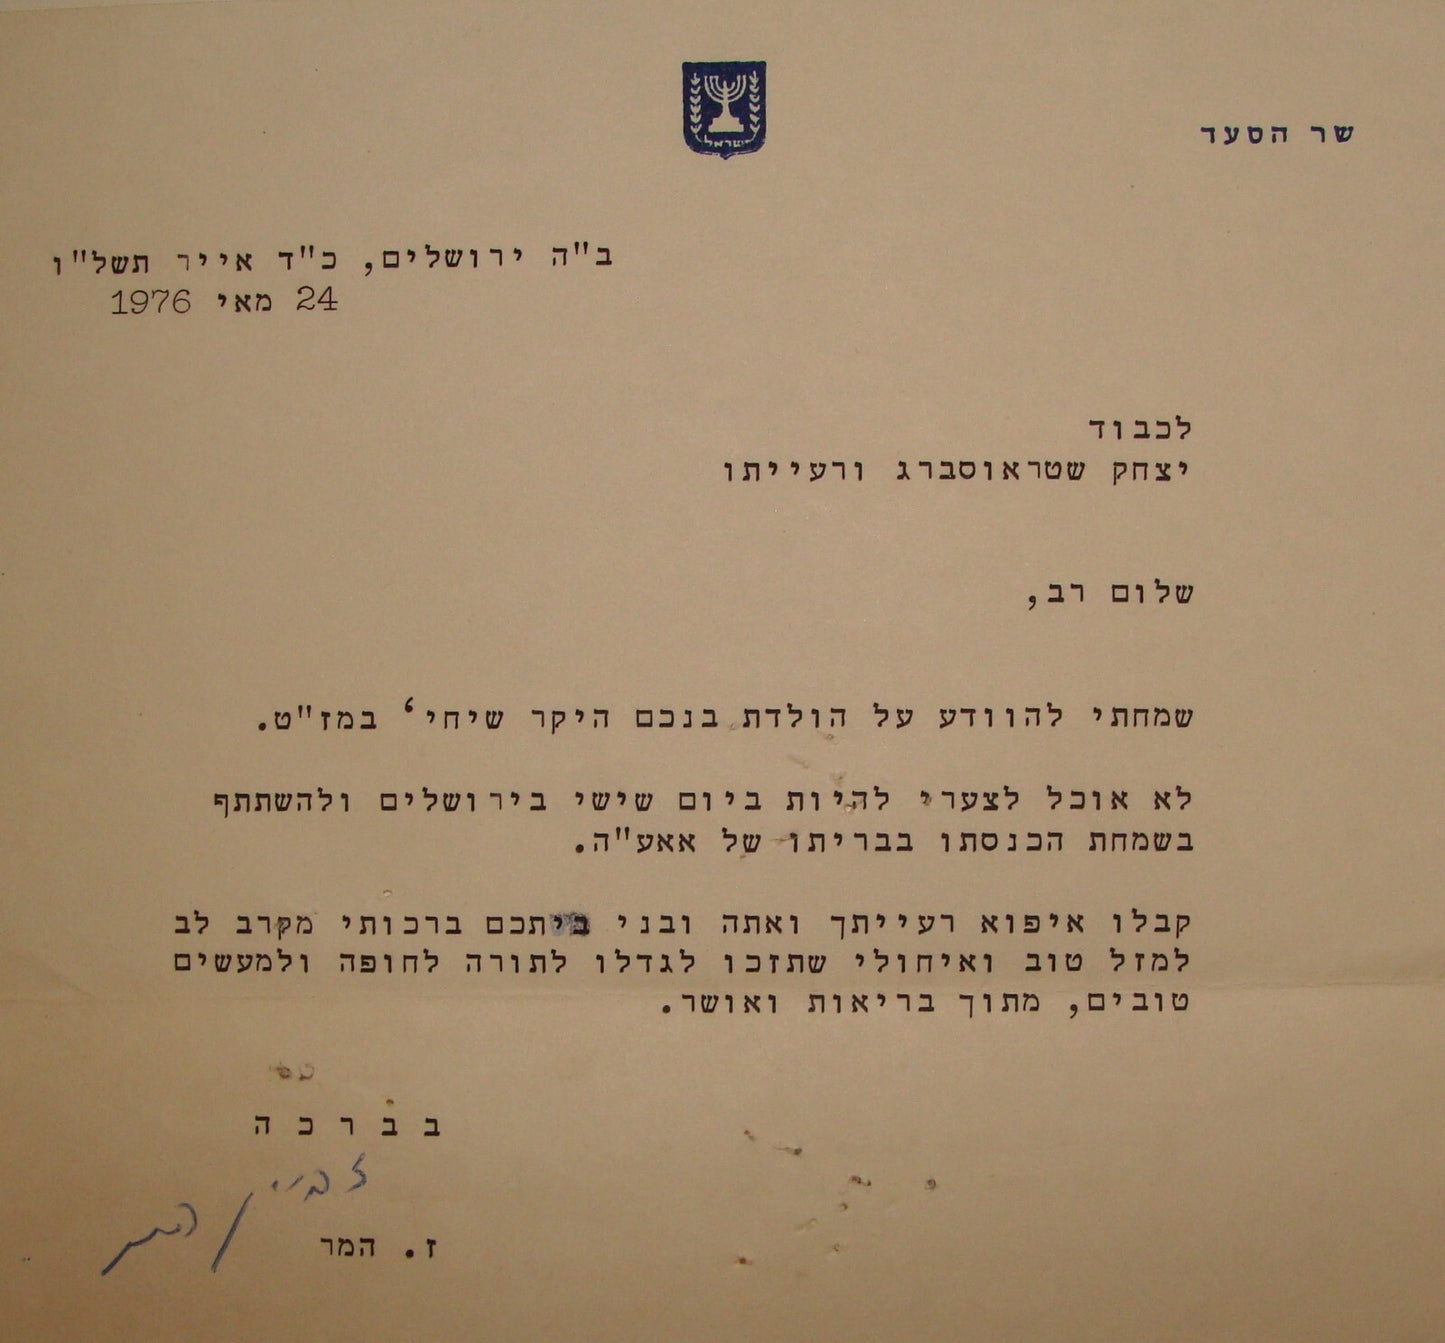 ישראל
שר הסעד
ב"ה ירושלים, כ"ד אייר תשל"ו
24 מאי 1976
לכבוד
יצחק שטראוסברג ורעייתו
שלום רב,
שמחתי להוודע על הולדת בנכם היקר שיחי' במז"ט.
לא אוכל לצערי להיות ביום שישי בירושלים ולהשתתף
בשמחת הכנסתו בבריתו של אאע"ה.
קבלו איפוא רעייתך ואתה ובני ביתכם ברכותי מקרב לב
למזל טוב ואיחולי שתזכו לגדלו לתורה לחופה ולמעשים
טובים, מתוך בריאות ואושר.
בברכה
זבולון המר
ז. המר